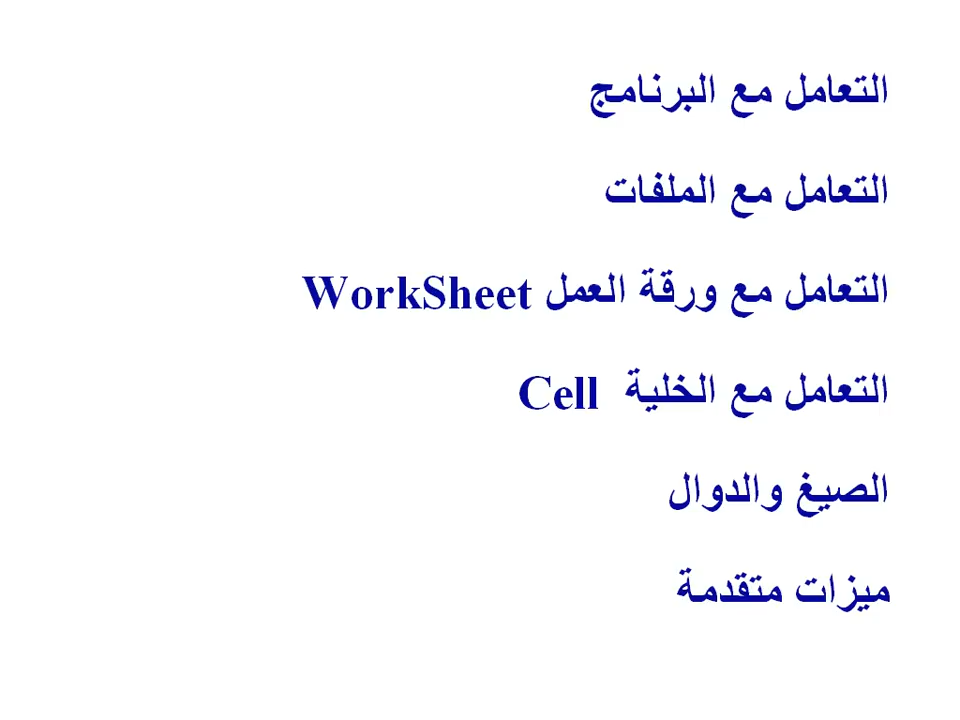 التعامل مع البرنامج
التعامل مع الملفات
التعامل مع ورقة العمل WorkSheet
التعامل مع الخلية Cell
الصيغ والدوال
ميزات متقدمة